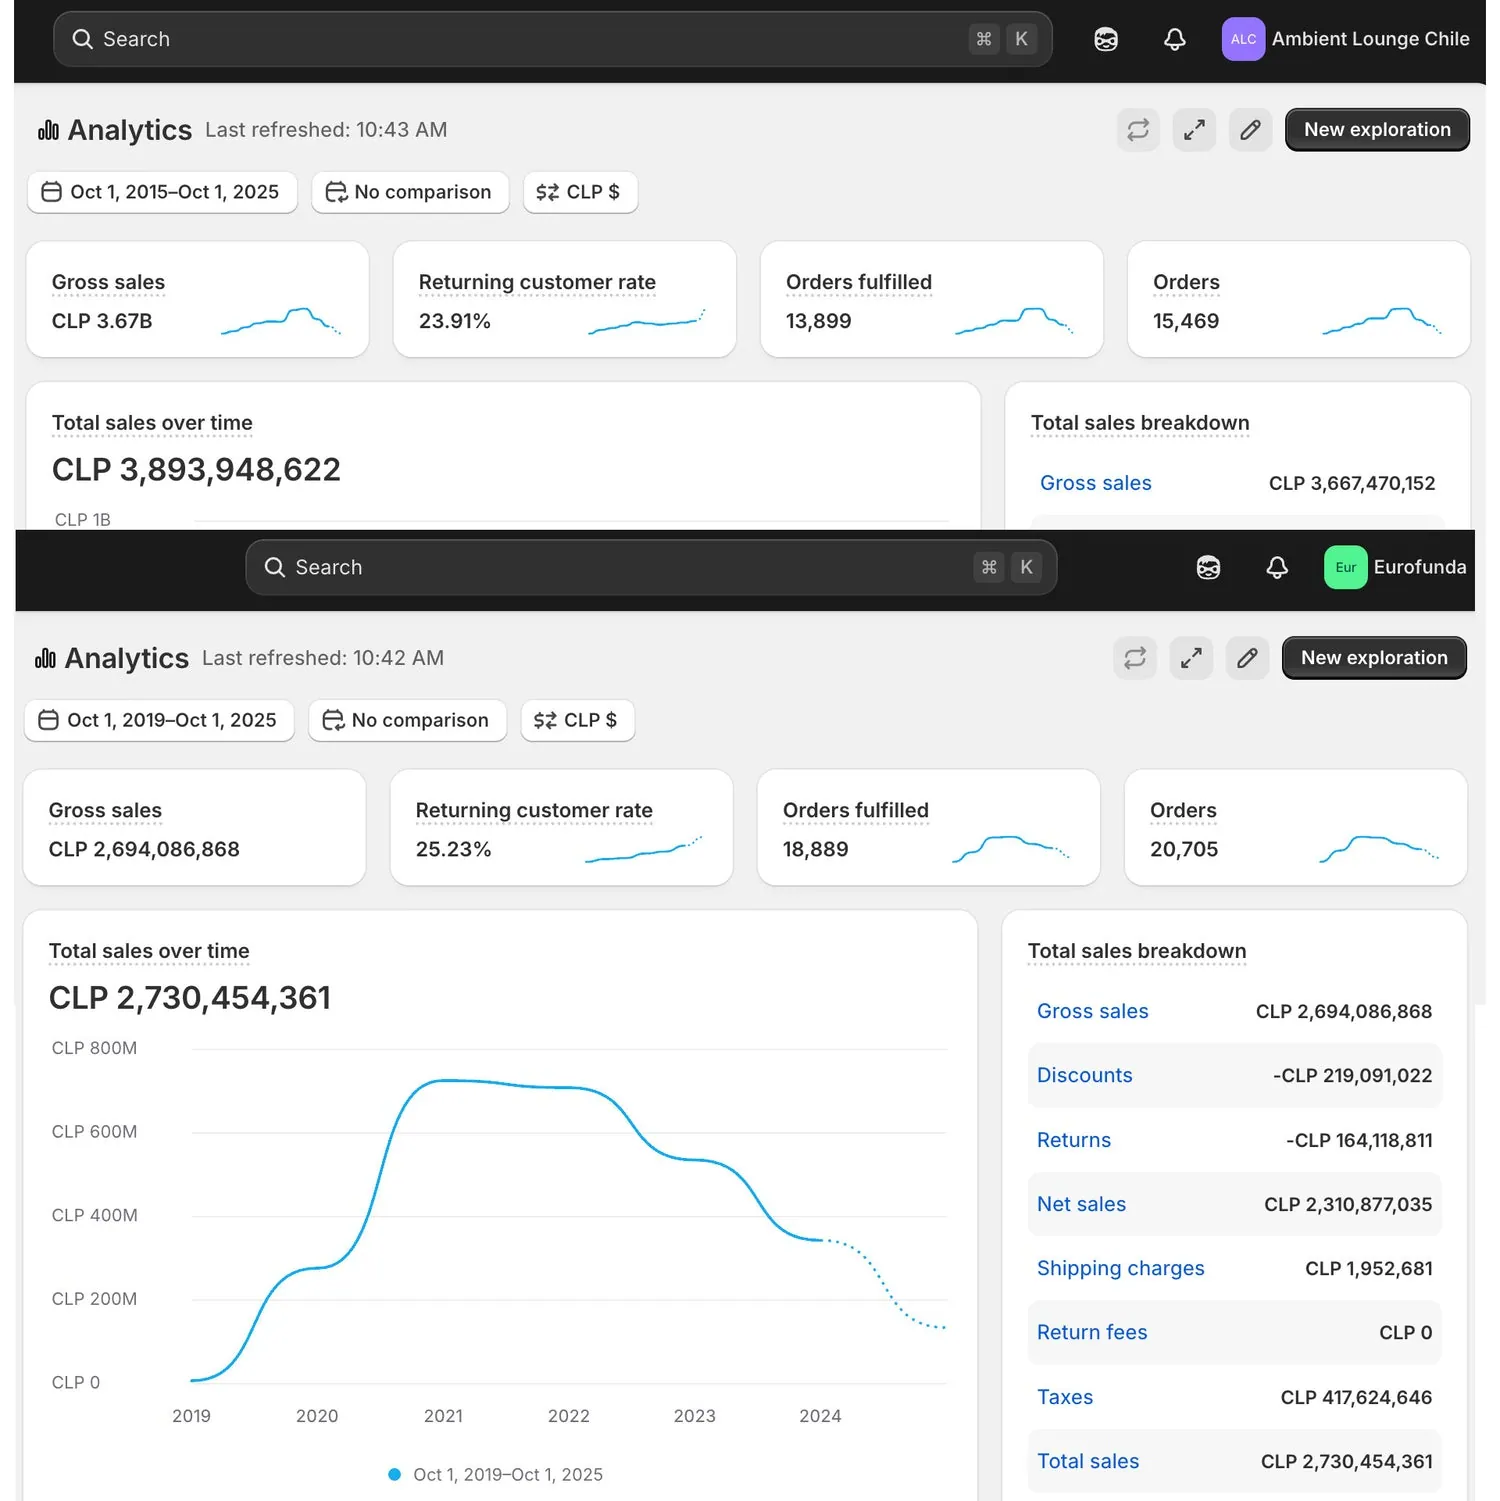 Search ⌘ K ALC Ambient Lounge Chile
Analytics Last refreshed: 10:43 AM New exploration
Oct 1, 2015–Oct 1, 2025 No comparison CLP $
Gross sales Returning customer rate Orders fulfilled Orders
CLP 3.67B 23.91% 13,899 15,469
Total sales over time Total sales breakdown
CLP 3,893,948,622
Gross sales CLP 3,667,470,152
CLP 1B
Search ⌘ K Eur Eurofunda
Analytics Last refreshed: 10:42 AM New exploration
Oct 1, 2019–Oct 1, 2025 No comparison CLP $
Gross sales Returning customer rate Orders fulfilled Orders
CLP 2,694,086,868 25.23% 18,889 20,705
Total sales over time
CLP 2,730,454,361
CLP 800M
CLP 600M
CLP 400M
CLP 200M
CLP 0
2019 2020 2021 2022 2023 2024
Oct 1, 2019–Oct 1, 2025
Total sales breakdown
Gross sales CLP 2,694,086,868
Discounts -CLP 219,091,022
Returns -CLP 164,118,811
Net sales CLP 2,310,877,035
Shipping charges CLP 1,952,681
Return fees CLP 0
Taxes CLP 417,624,646
Total sales CLP 2,730,454,361